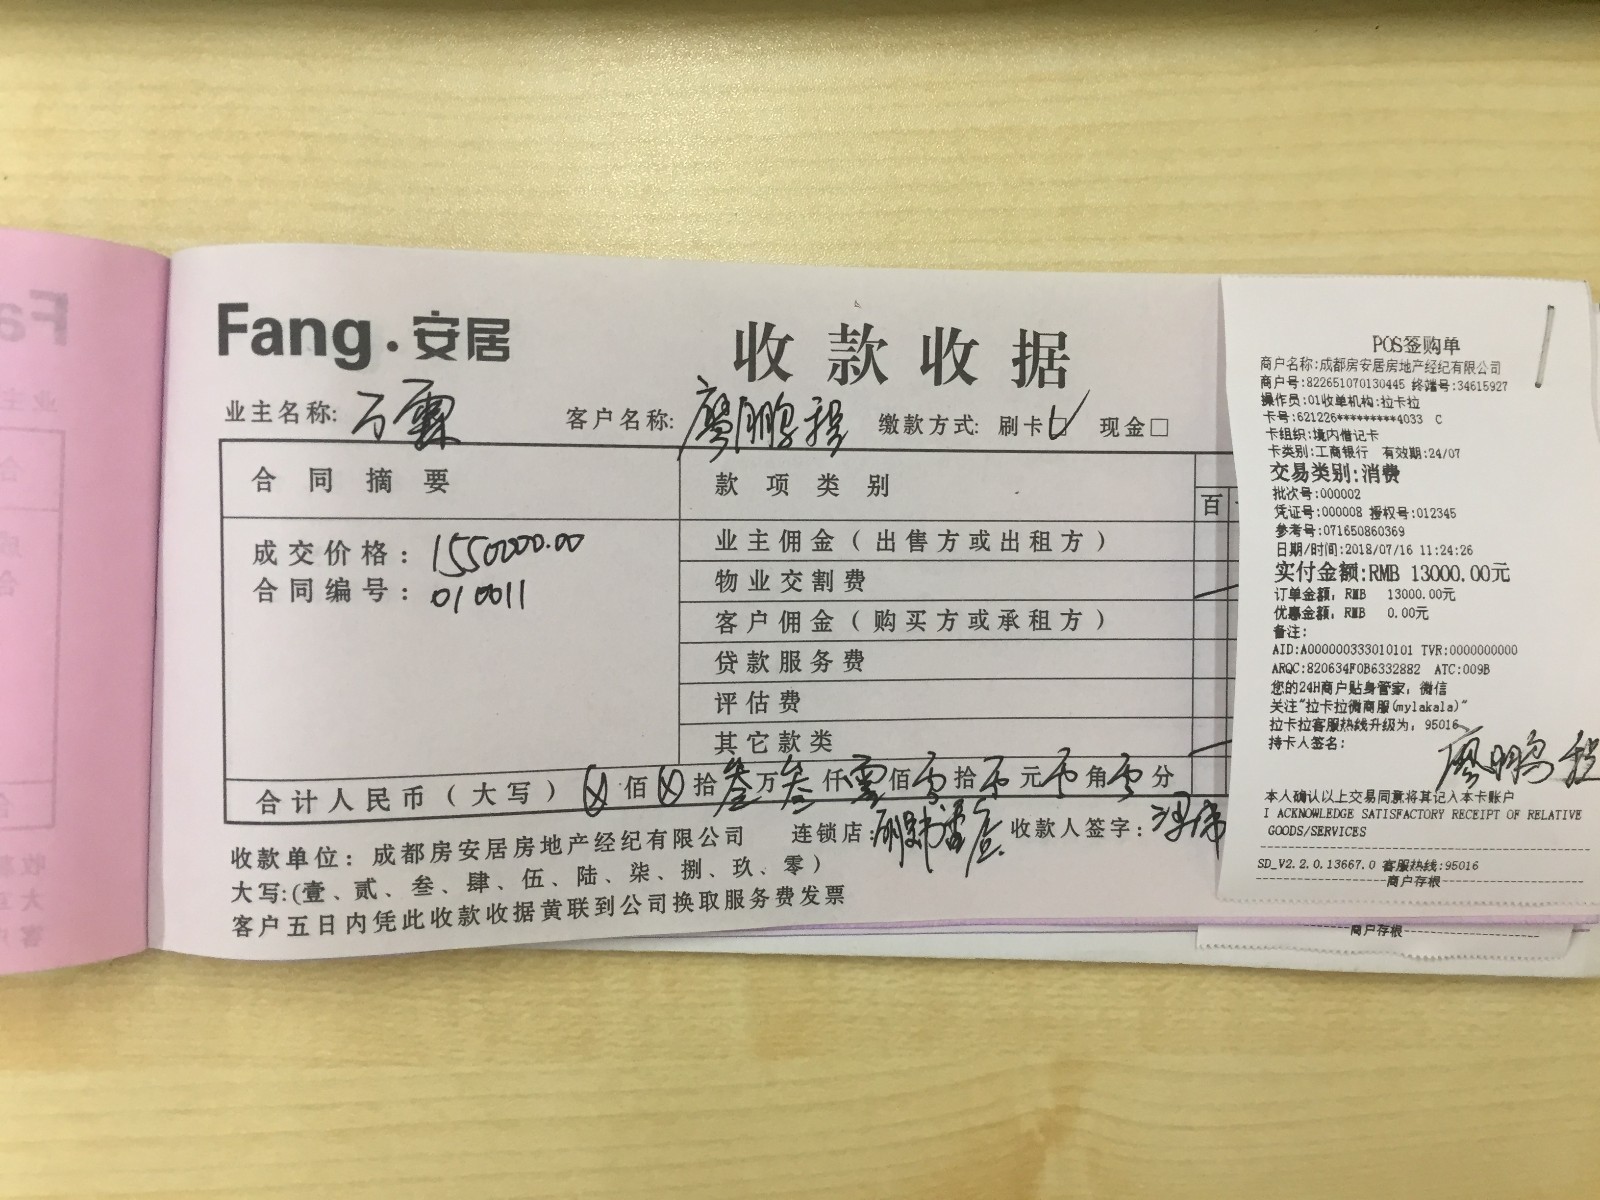 Fang·安居
收款收据
业主名称: 万霖 客户名称: 廖鹏程 缴款方式: 刷卡☑ 现金□
合同摘要 款项类别
百
成交价格: 1550000.00
合同编号: 010011
业主佣金(出售方或出租方)
物业交割费
客户佣金(购买方或承租方)
贷款服务费
评估费
其它款类
合计人民币(大写) ⊗佰⊗拾叁万叁仟零佰零拾零元零角零分
收款单位: 成都房安居房地产经纪有限公司 连锁店: 收款人签字:
大写:(壹、贰、叁、肆、伍、陆、柒、捌、玖、零)
客户五日内凭此收款收据黄联到公司换取服务费发票
POS签购单
商户名称:成都房安居房地产经纪有限公司
商户号:822651070130445 终端号:34615927
操作员:01收单机构:拉卡拉
卡号:621226*********4033 C
卡组织:境内借记卡
卡类别:工商银行 有效期:24/07
交易类别:消费
批次号:000002
凭证号:000008 授权号:012345
参考号:071650860369
日期/时间:2018/07/16 11:24:26
实付金额:RMB 13000.00元
订单金额: RMB 13000.00元
优惠金额: RMB 0.00元
备注:
AID:A000000333010101 TVR:0000000000
ARQC:820634F0B6332882 ATC:009B
您的24H商户贴身管家,微信
关注"拉卡拉微商服(mylakala)"
拉卡拉客服热线升级为: 95016
持卡人签名:
廖鹏程
本人确认以上交易同意将其记入本卡账户
I ACKNOWLEDGE SATISFACTORY RECEIPT OF RELATIVE
GOODS/SERVICES
SD_V2.2.0.13667.0 客服热线:95016
商户存根
商户存根